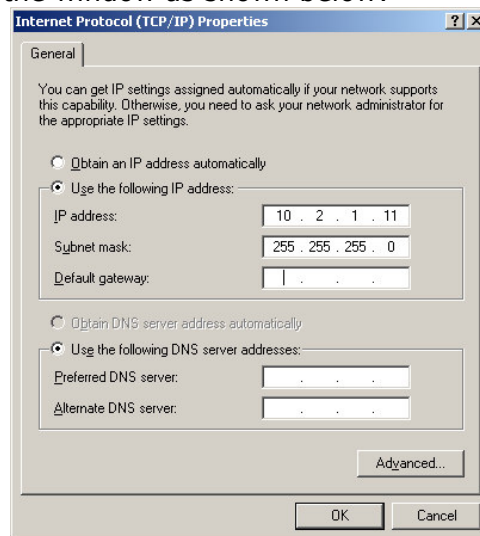 the window as shown below.
Internet Protocol (TCP/IP) Properties
General
You can get IP settings assigned automatically if your network supports
this capability. Otherwise, you need to ask your network administrator for
the appropriate IP settings.
Obtain an IP address automatically
Use the following IP address:
IP address: 10 . 2 . 1 . 11
Subnet mask: 255 . 255 . 255 . 0
Default gateway: . . .
Obtain DNS server address automatically
Use the following DNS server addresses:
Preferred DNS server: . . .
Alternate DNS server: . . .
Advanced...
OK Cancel